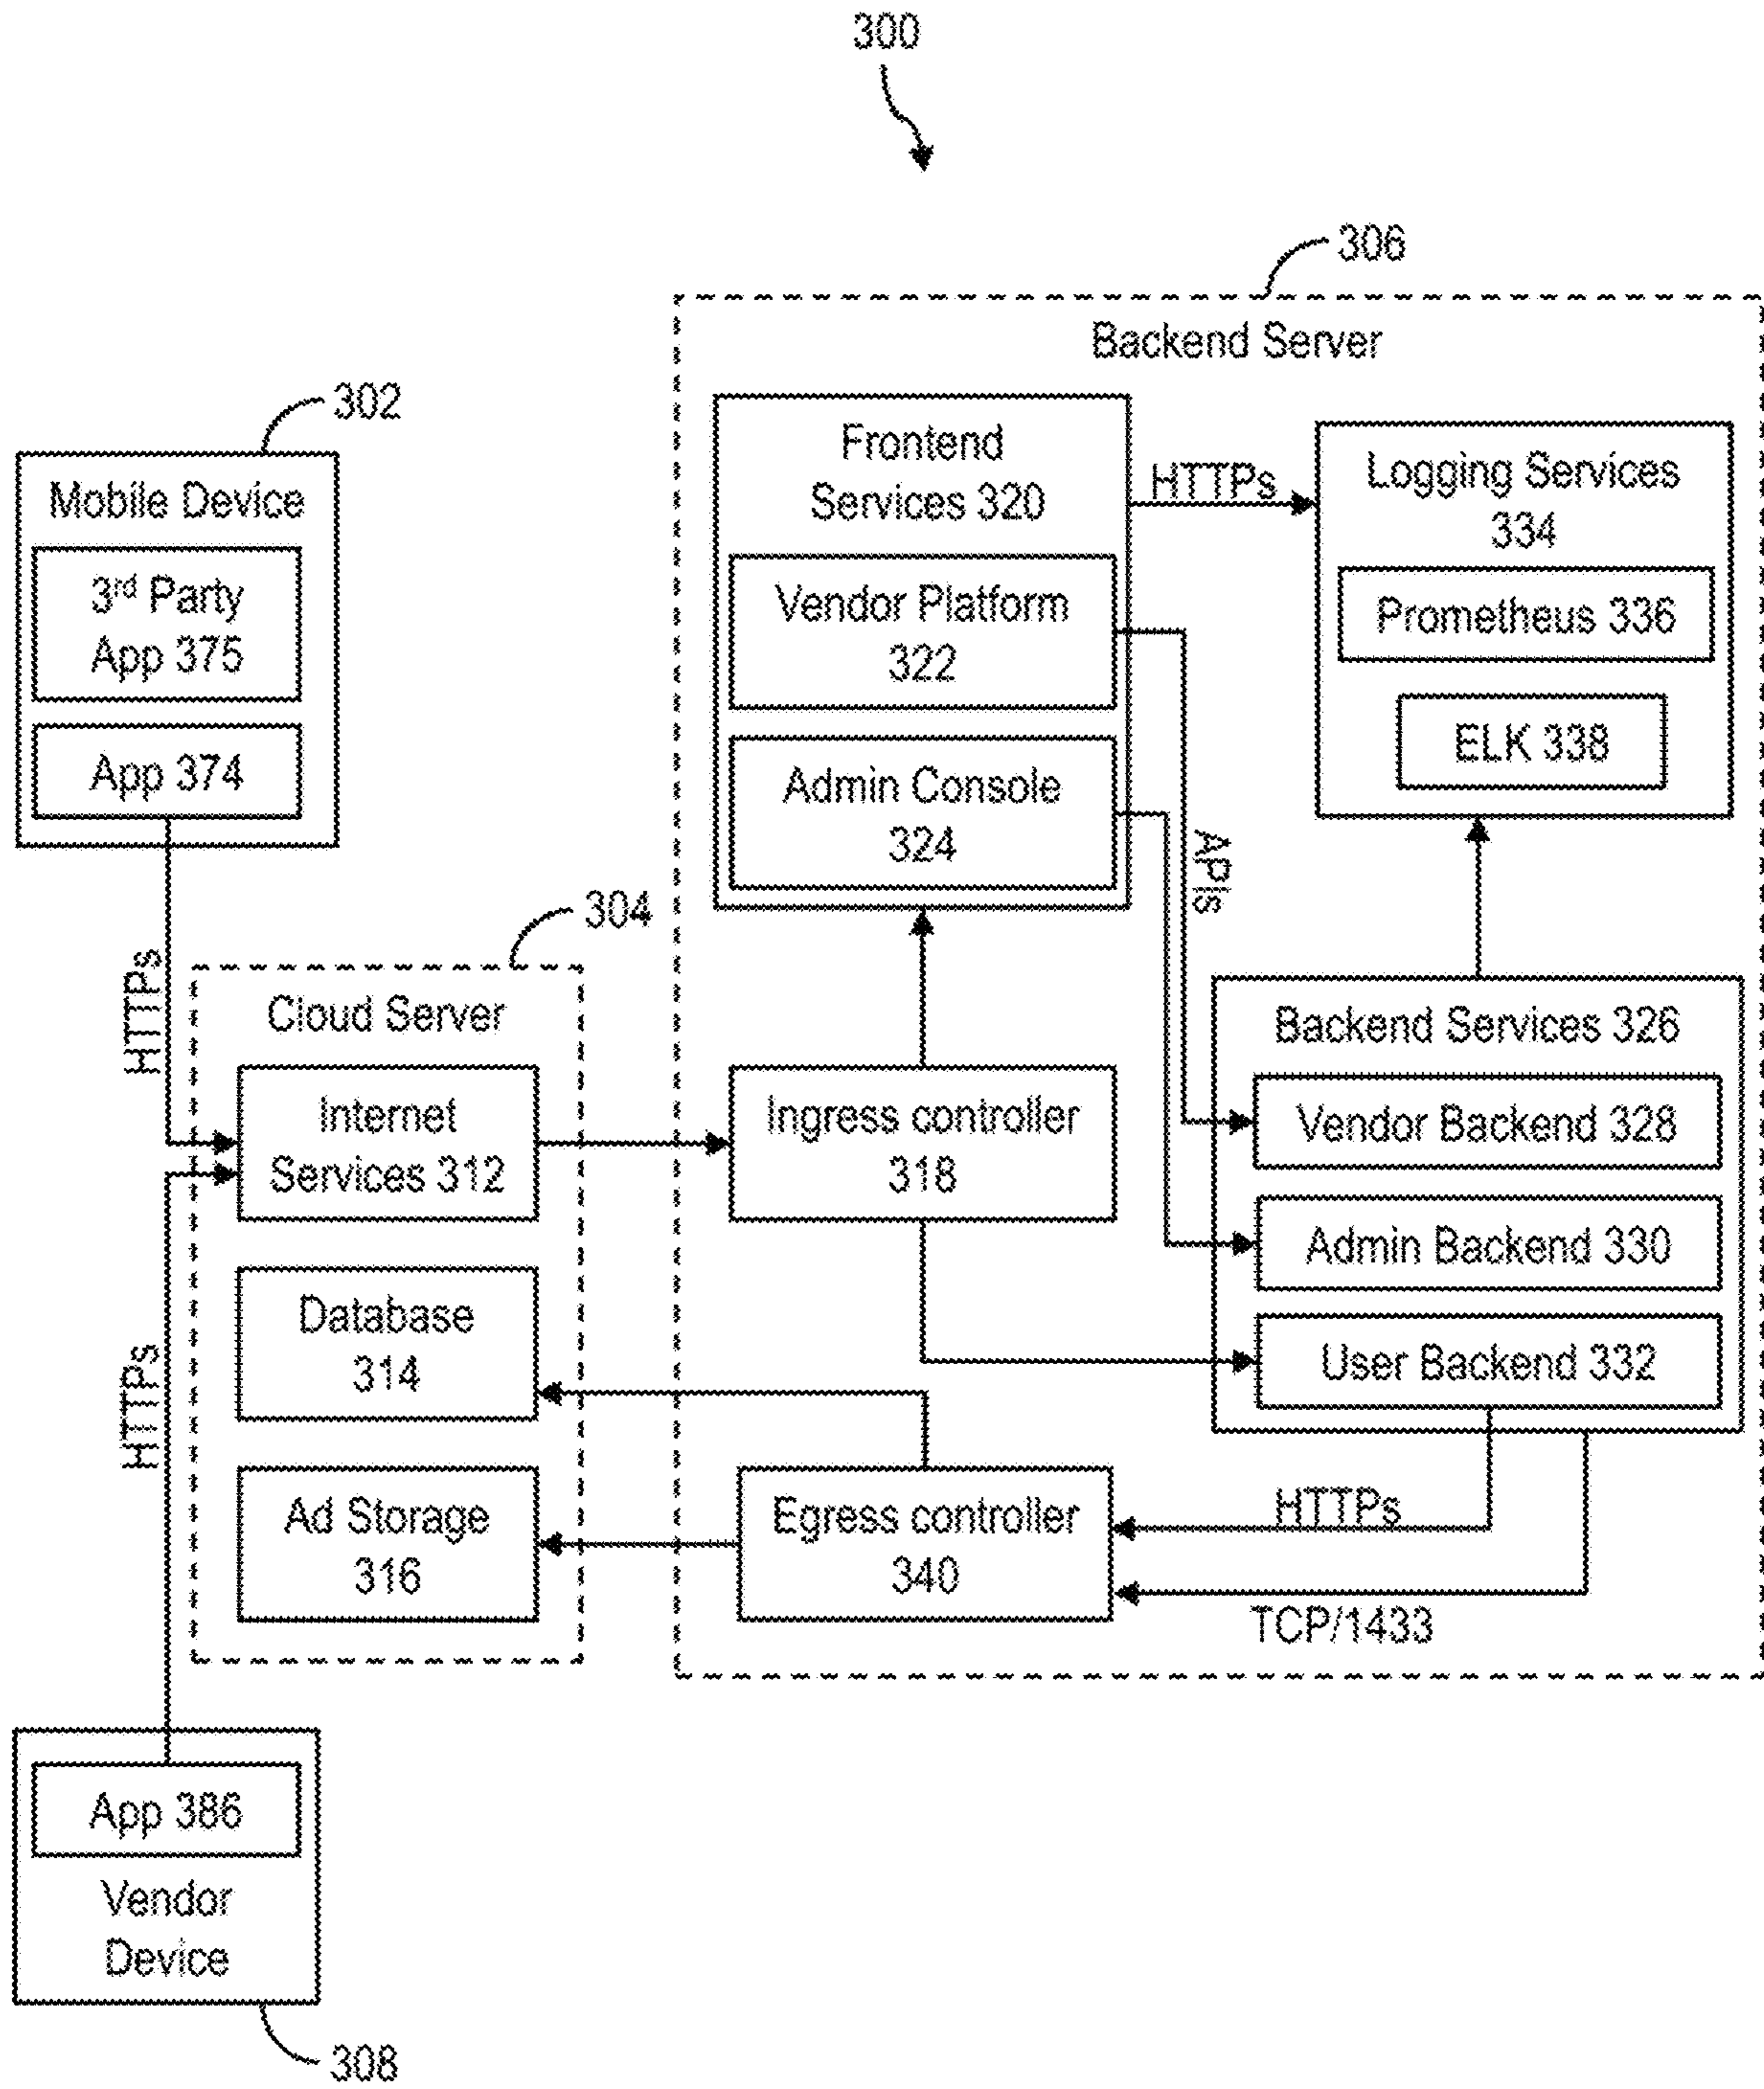 300
306
Backend Server
302
Mobile Device
3rd Party
App 375
App 374
Frontend
Services 320
Vendor Platform
322
Admin Console
324
HTTPs
Logging Services
334
Prometheus 336
ELK 338
APIs
304
HTTPs
Cloud Server
Internet
Services 312
Database
314
Ad Storage
316
Ingress controller
318
Backend Services 326
Vendor Backend 328
Admin Backend 330
User Backend 332
Egress controller
340
HTTPs
TCP/1433
HTTPs
App 386
Vendor
Device
308